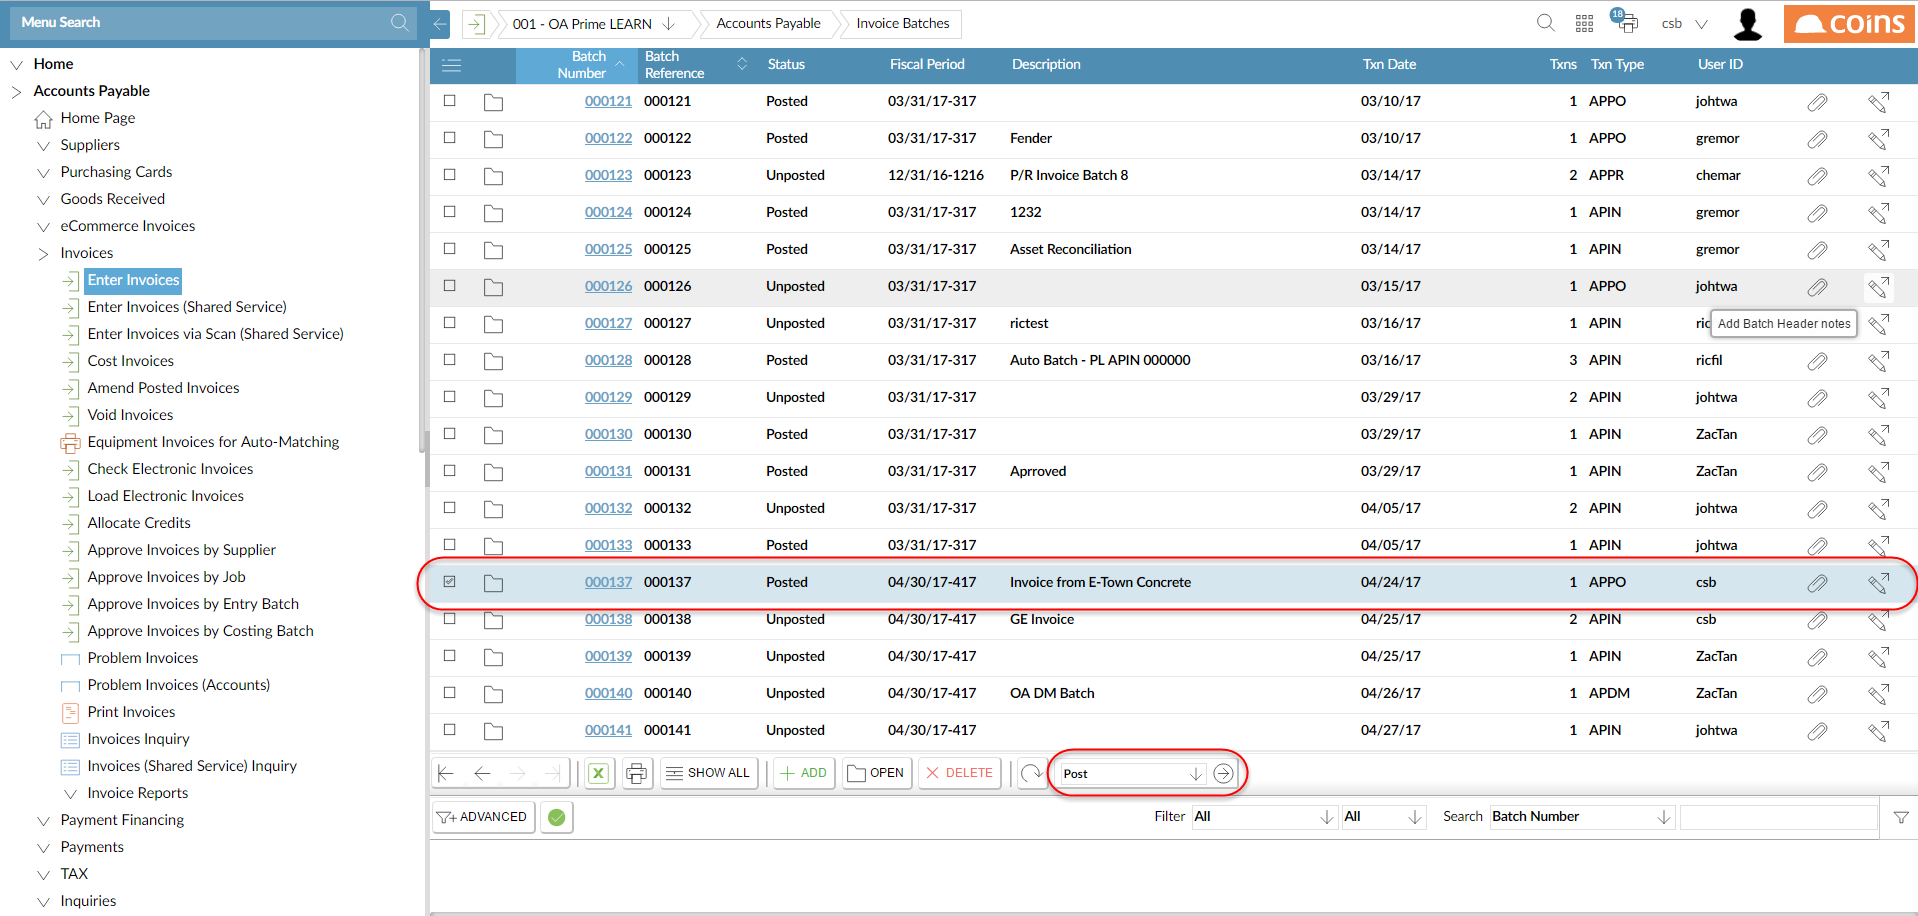 Menu Search
001 - OA Prime LEARN
Accounts Payable
Invoice Batches
18
csb
coins
Home
Accounts Payable
Home Page
Suppliers
Purchasing Cards
Goods Received
eCommerce Invoices
Invoices
Enter Invoices
Enter Invoices (Shared Service)
Enter Invoices via Scan (Shared Service)
Cost Invoices
Amend Posted Invoices
Void Invoices
Equipment Invoices for Auto-Matching
Check Electronic Invoices
Load Electronic Invoices
Allocate Credits
Approve Invoices by Supplier
Approve Invoices by Job
Approve Invoices by Entry Batch
Approve Invoices by Costing Batch
Problem Invoices
Problem Invoices (Accounts)
Print Invoices
Invoices Inquiry
Invoices (Shared Service) Inquiry
Invoice Reports
Payment Financing
Payments
TAX
Inquiries
Batch Number Batch Reference Status Fiscal Period Description Txn Date Txns Txn Type User ID
000121 000121 Posted 03/31/17-317 03/10/17 1 APPO johtwa
000122 000122 Posted 03/31/17-317 Fender 03/10/17 1 APPO gremor
000123 000123 Unposted 12/31/16-1216 P/R Invoice Batch 8 03/14/17 2 APPR chemar
000124 000124 Posted 03/31/17-317 1232 03/14/17 1 APIN gremor
000125 000125 Posted 03/31/17-317 Asset Reconciliation 03/14/17 1 APIN gremor
000126 000126 Unposted 03/31/17-317 03/15/17 1 APPO johtwa
000127 000127 Unposted 03/31/17-317 rictest 03/16/17 1 APIN ric
Add Batch Header notes
000128 000128 Posted 03/31/17-317 Auto Batch - PL APIN 000000 03/16/17 3 APIN ricfil
000129 000129 Unposted 03/31/17-317 03/29/17 2 APIN johtwa
000130 000130 Posted 03/31/17-317 03/29/17 1 APIN ZacTan
000131 000131 Posted 03/31/17-317 Aprroved 03/29/17 1 APIN ZacTan
000132 000132 Unposted 03/31/17-317 04/05/17 2 APIN johtwa
000133 000133 Posted 03/31/17-317 04/05/17 1 APIN johtwa
000137 000137 Posted 04/30/17-417 Invoice from E-Town Concrete 04/24/17 1 APPO csb
000138 000138 Unposted 04/30/17-417 GE Invoice 04/25/17 2 APIN csb
000139 000139 Unposted 04/30/17-417 04/25/17 1 APIN ZacTan
000140 000140 Unposted 04/30/17-417 OA DM Batch 04/26/17 1 APDM ZacTan
000141 000141 Unposted 04/30/17-417 04/27/17 1 APIN johtwa
SHOW ALL ADD OPEN DELETE Post
ADVANCED Filter All All Search Batch Number